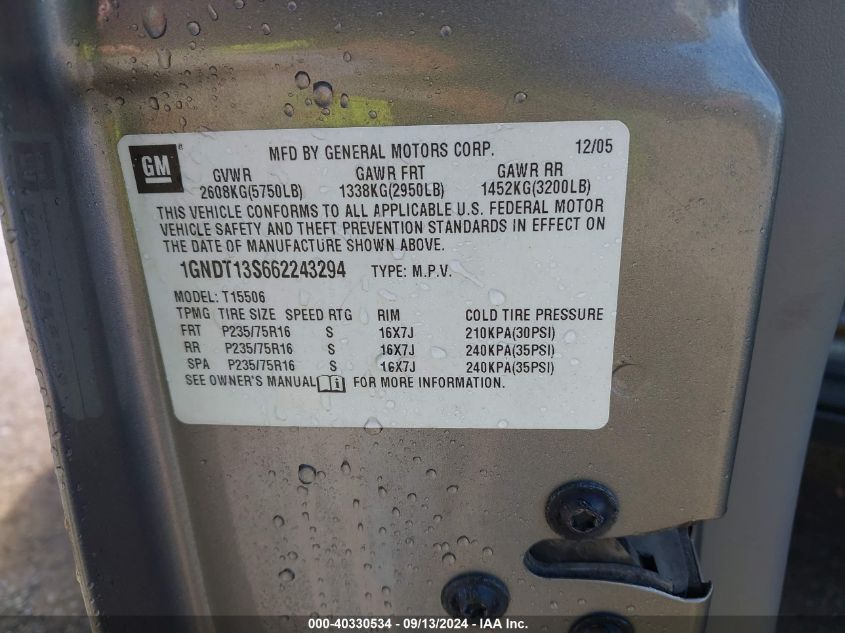 GM
MFD BY GENERAL MOTORS CORP. 12/05
GVWR GAWR FRT GAWR RR
2608KG(5750LB) 1338KG(2950LB) 1452KG(3200LB)
THIS VEHICLE CONFORMS TO ALL APPLICABLE U.S. FEDERAL MOTOR
VEHICLE SAFETY AND THEFT PREVENTION STANDARDS IN EFFECT ON
THE DATE OF MANUFACTURE SHOWN ABOVE.
1GNDT13S662243294 TYPE: M.P.V.
MODEL: T15506
TPMG TIRE SIZE SPEED RTG RIM COLD TIRE PRESSURE
FRT P235/75R16 S 16X7J 210KPA(30PSI)
RR P235/75R16 S 16X7J 240KPA(35PSI)
SPA P235/75R16 S 16X7J 240KPA(35PSI)
SEE OWNER'S MANUAL FOR MORE INFORMATION.
000-40330534 - 09/13/2024 - IAA Inc.